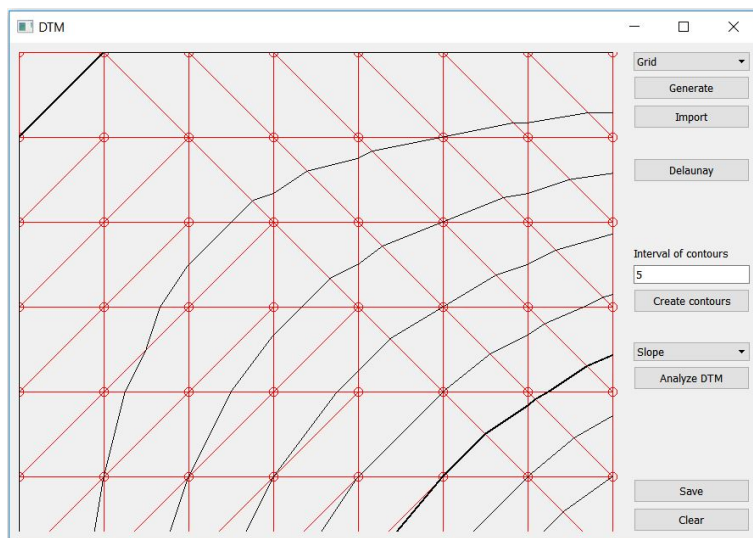 DTM
Grid
Generate
Import
Delaunay
Interval of contours
5
Create contours
Slope
Analyze DTM
Save
Clear